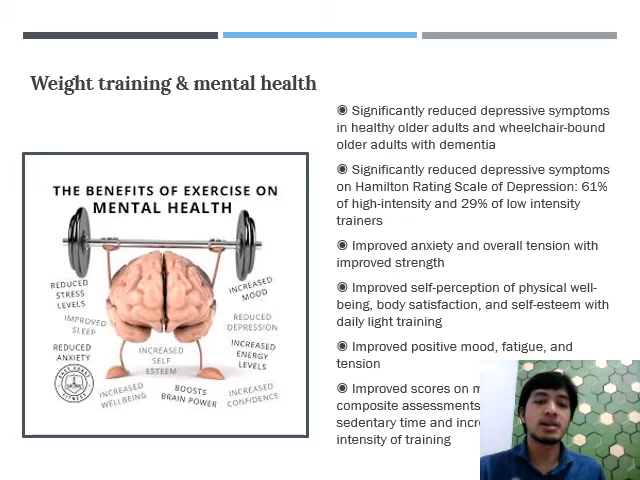 Weight training & mental health
THE BENEFITS OF EXERCISE ON
MENTAL HEALTH
REDUCED
STRESS
LEVELS
INCREASED
MOOD
IMPROVED
SLEEP
REDUCED
DEPRESSION
REDUCED
ANXIETY
INCREASED
SELF
ESTEEM
INCREASED
ENERGY
LEVELS
EAST COAST
FITNESS
INCREASED
WELLBEING
BOOSTS
BRAIN POWER
INCREASED
CONFIDENCE
◉ Significantly reduced depressive symptoms
in healthy older adults and wheelchair-bound
older adults with dementia
◉ Significantly reduced depressive symptoms
on Hamilton Rating Scale of Depression: 61%
of high-intensity and 29% of low intensity
trainers
◉ Improved anxiety and overall tension with
improved strength
◉ Improved self-perception of physical well-
being, body satisfaction, and self-esteem with
daily light training
◉ Improved positive mood, fatigue, and
tension
◉ Improved scores on
composite assessments
sedentary time and
intensity of training